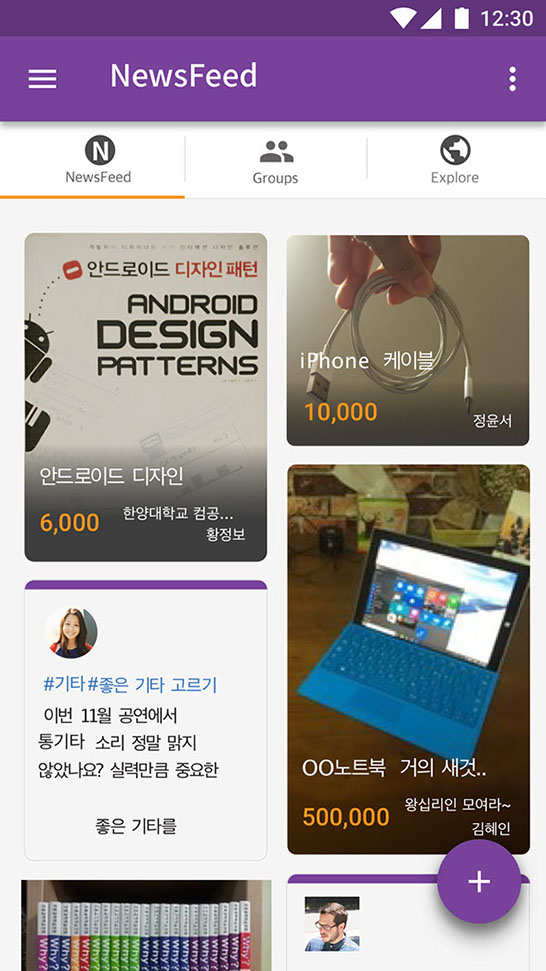 12:30
NewsFeed
NewsFeed
Groups
Explore
안드로이드 디자인 패턴
ANDROID
DESIGN
PATTERNS
안드로이드 디자인
6,000
한양대학교 컴공...
황정보
iPhone 케이블
10,000
정윤서
#기타#좋은 기타 고르기
이번 11월 공연에서
통기타 소리 정말 맑지
않았나요? 실력만큼 중요한
좋은 기타를
OO노트북 거의 새것..
500,000
왕십리인 모여라~
김혜인
Why?